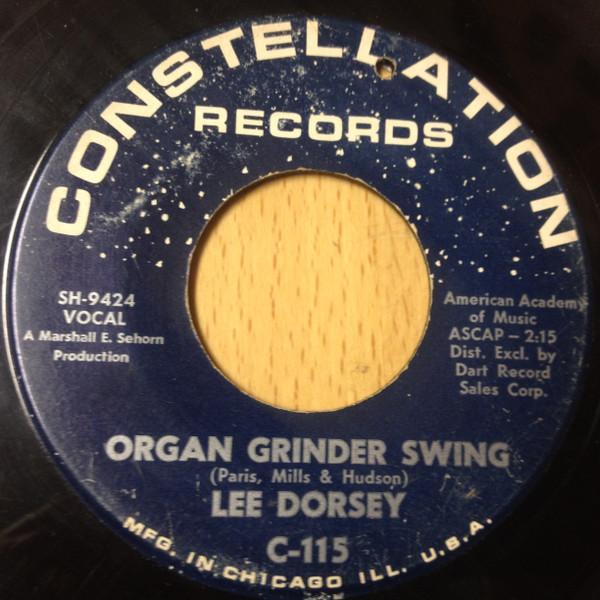 CONSTELLATION
RECORDS
SH-9424
VOCAL
A Marshall E. Sehorn
Production
American Academy
of Music
ASCAP – 2:15
Dist. Excl. by
Dart Record
Sales Corp.
ORGAN GRINDER SWING
(Paris, Mills & Hudson)
LEE DORSEY
C-115
MFG. IN CHICAGO ILL. U.S.A.